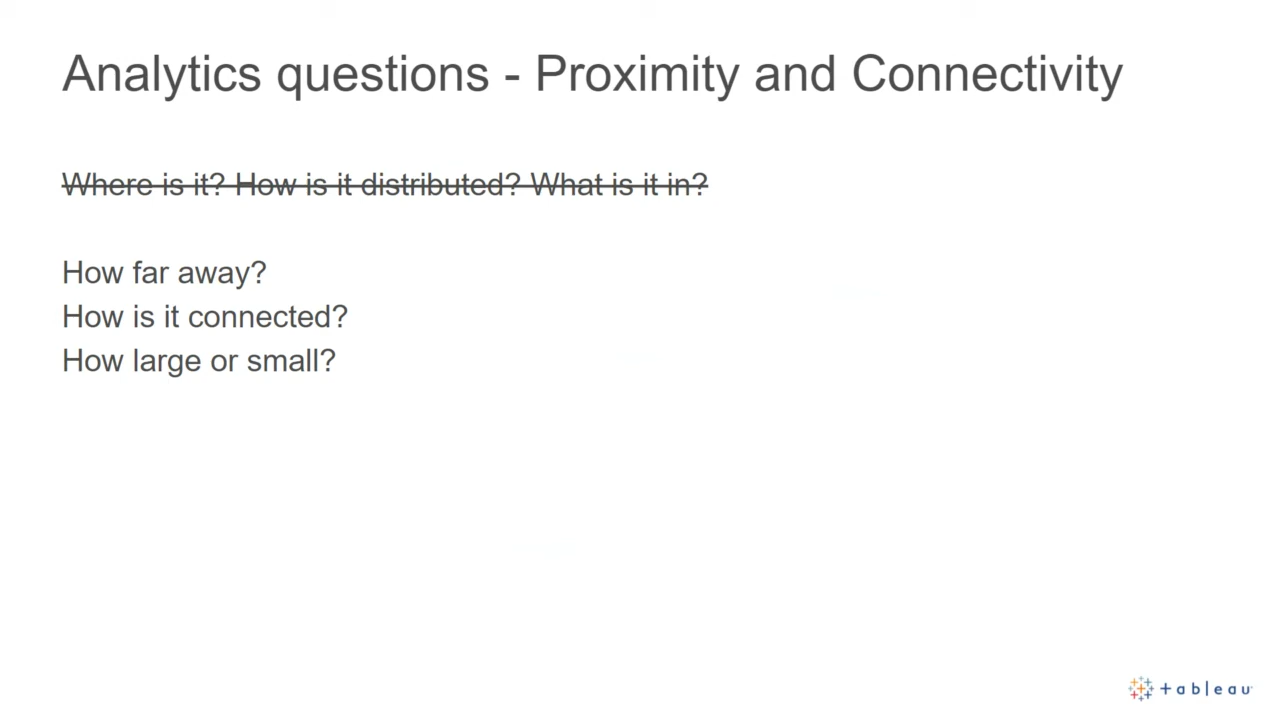 Analytics questions - Proximity and Connectivity
Where is it? How is it distributed? What is it in?
How far away?
How is it connected?
How large or small?
+ableau